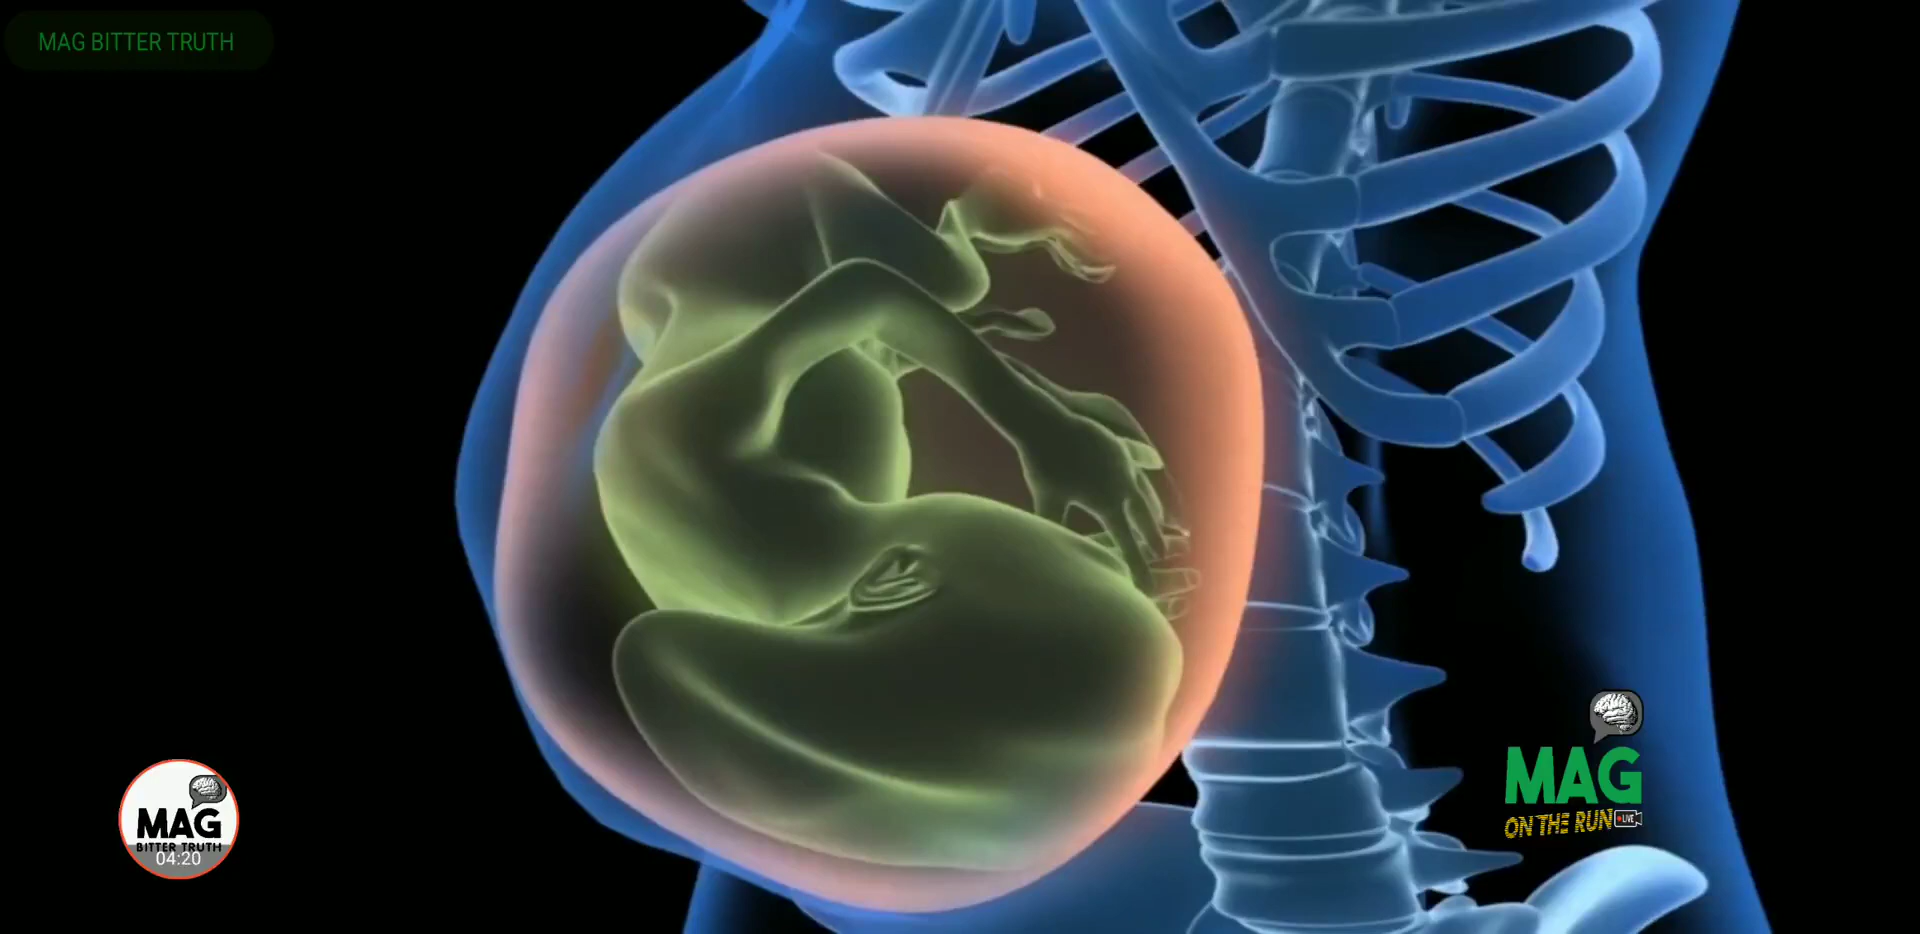 MAG BITTER TRUTH
MAG
BITTER TRUTH
04:20
MAG
ON THE RUN
LIVE